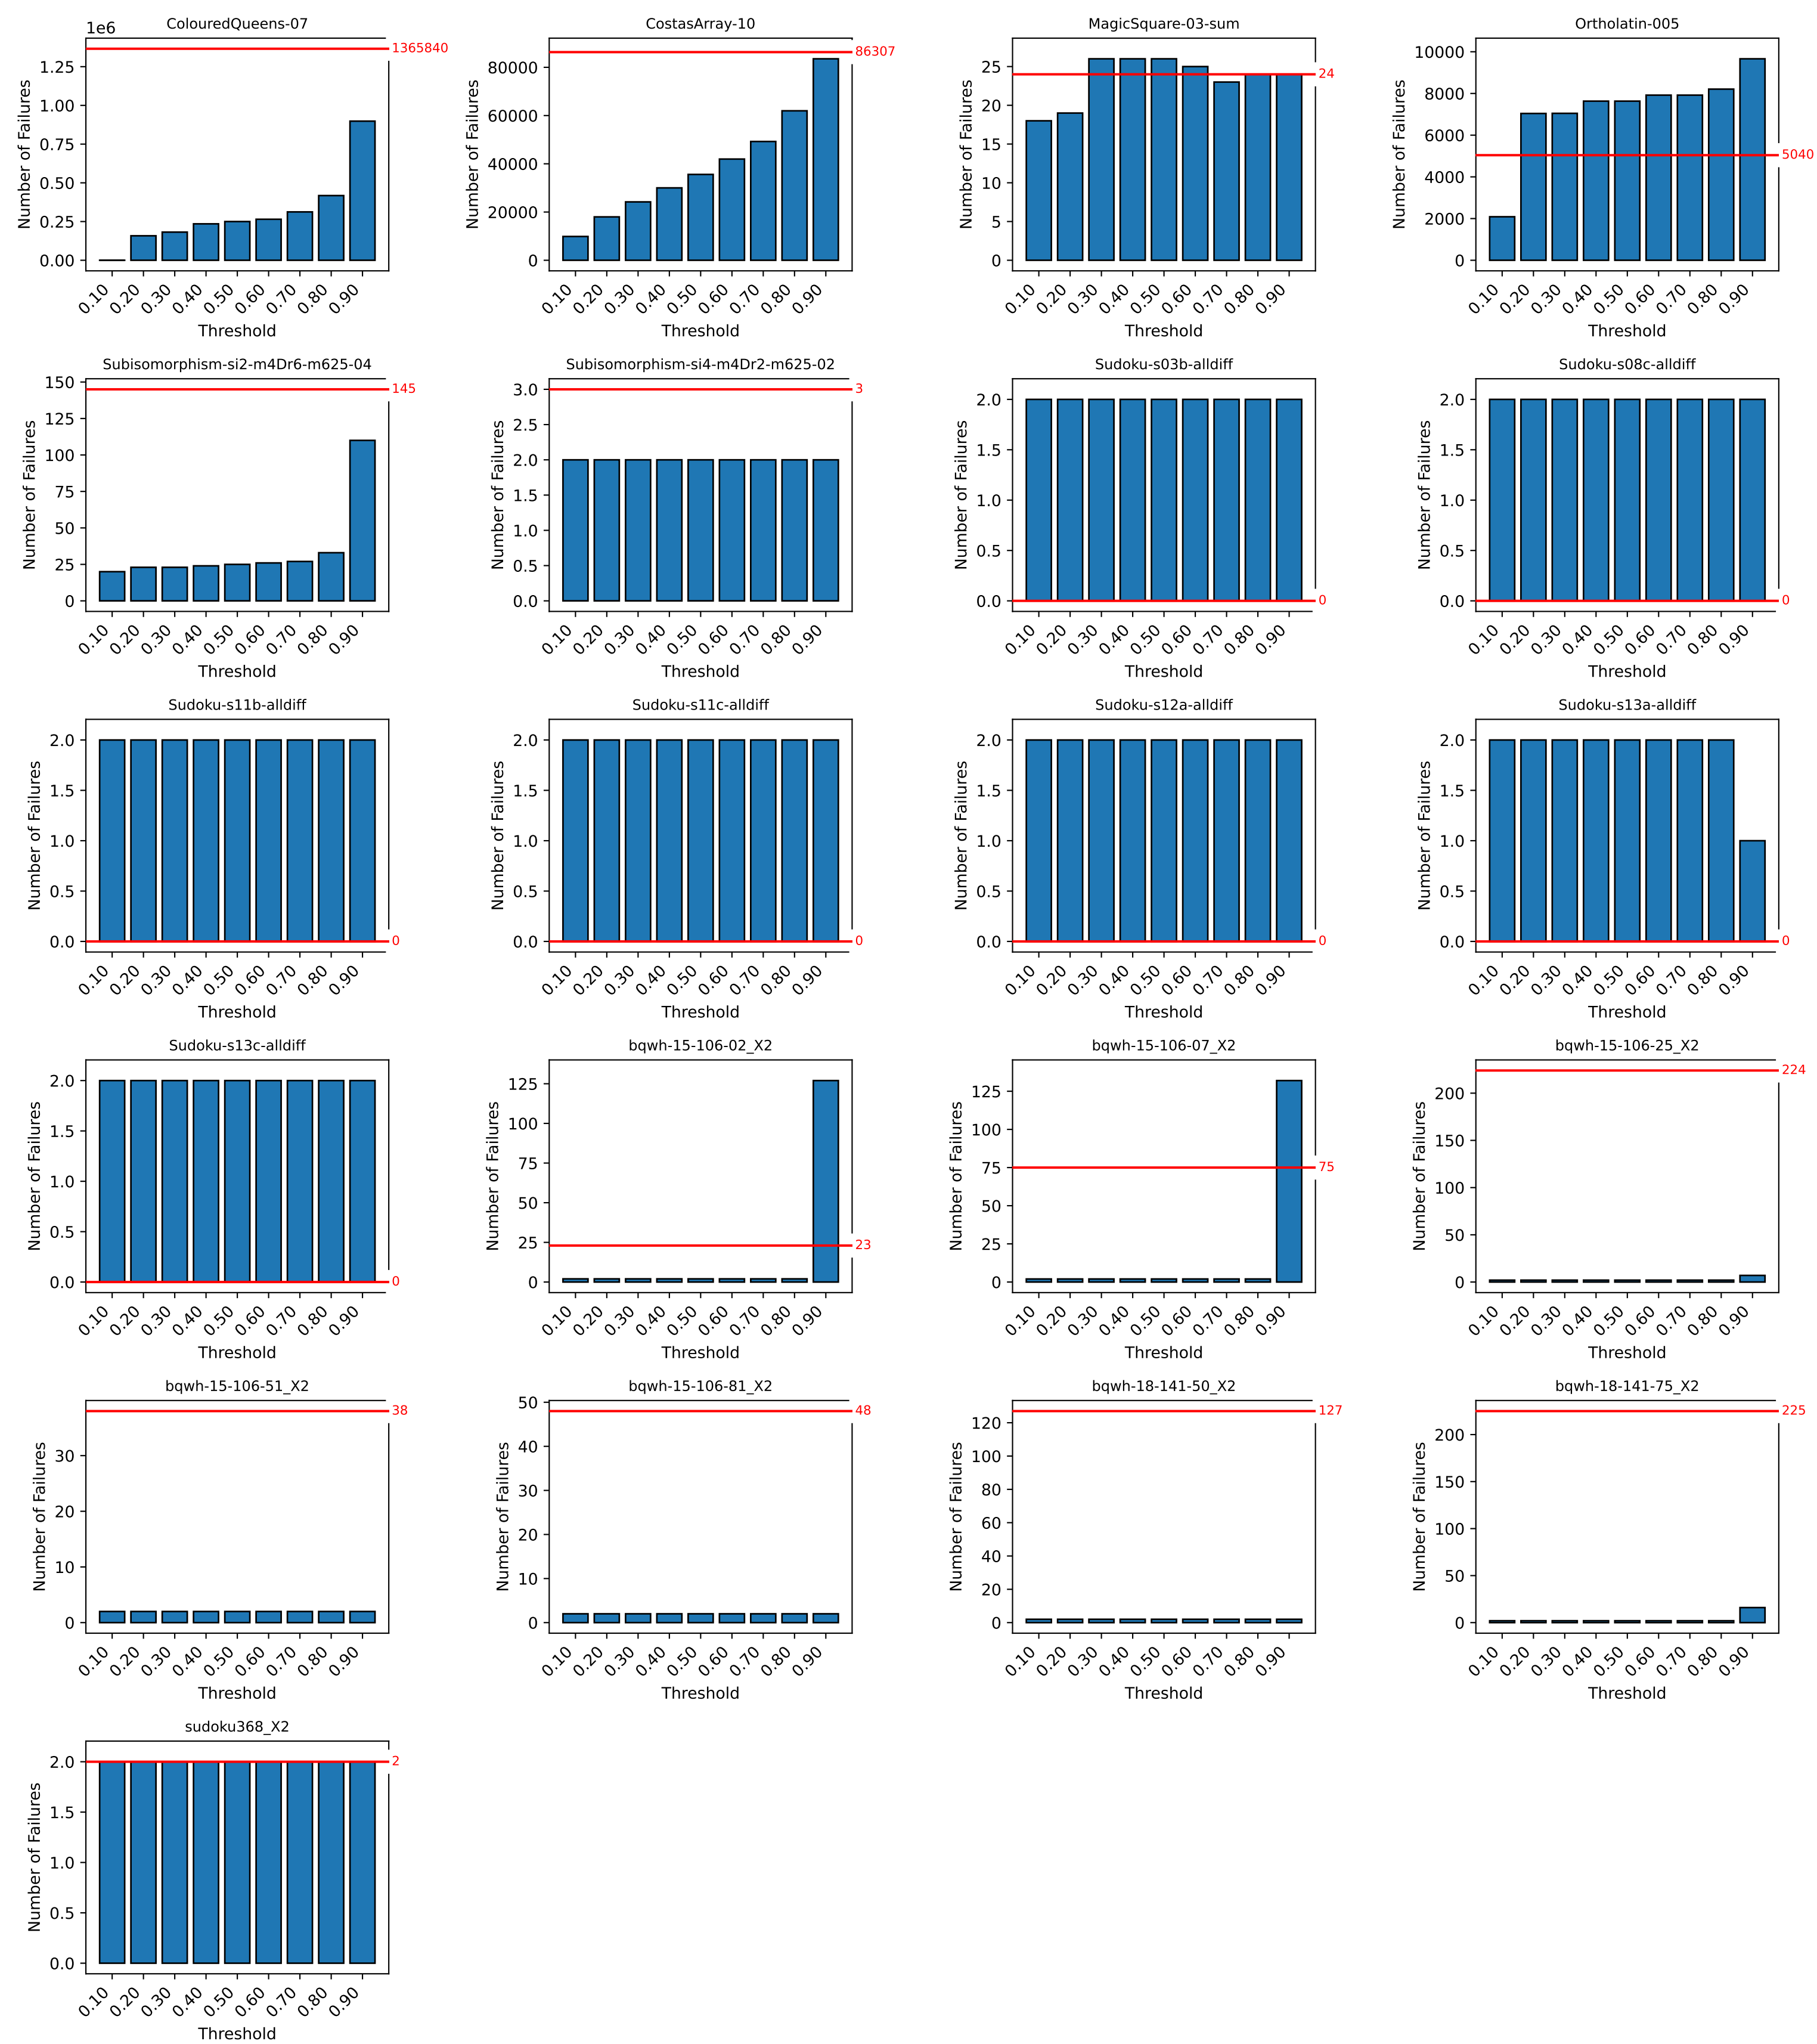 ColouredQueens-07
1e6
1365840
1.25
1.00
0.75
0.50
0.25
0.00
Number of Failures
0.10 0.20 0.30 0.40 0.50 0.60 0.70 0.80 0.90
Threshold
CostasArray-10
86307
80000
60000
40000
20000
0
Number of Failures
0.10 0.20 0.30 0.40 0.50 0.60 0.70 0.80 0.90
Threshold
MagicSquare-03-sum
24
25
20
15
10
5
0
Number of Failures
0.10 0.20 0.30 0.40 0.50 0.60 0.70 0.80 0.90
Threshold
Ortholatin-005
5040
10000
8000
6000
4000
2000
0
Number of Failures
0.10 0.20 0.30 0.40 0.50 0.60 0.70 0.80 0.90
Threshold
Subisomorphism-si2-m4Dr6-m625-04
145
150
125
100
75
50
25
0
Number of Failures
0.10 0.20 0.30 0.40 0.50 0.60 0.70 0.80 0.90
Threshold
Subisomorphism-si4-m4Dr2-m625-02
3
3.0
2.5
2.0
1.5
1.0
0.5
0.0
Number of Failures
0.10 0.20 0.30 0.40 0.50 0.60 0.70 0.80 0.90
Threshold
Sudoku-s03b-alldiff
2.0
1.5
1.0
0.5
0.0
0
Number of Failures
0.10 0.20 0.30 0.40 0.50 0.60 0.70 0.80 0.90
Threshold
Sudoku-s08c-alldiff
2.0
1.5
1.0
0.5
0.0
0
Number of Failures
0.10 0.20 0.30 0.40 0.50 0.60 0.70 0.80 0.90
Threshold
Sudoku-s11b-alldiff
2.0
1.5
1.0
0.5
0.0
0
Number of Failures
0.10 0.20 0.30 0.40 0.50 0.60 0.70 0.80 0.90
Threshold
Sudoku-s11c-alldiff
2.0
1.5
1.0
0.5
0.0
0
Number of Failures
0.10 0.20 0.30 0.40 0.50 0.60 0.70 0.80 0.90
Threshold
Sudoku-s12a-alldiff
2.0
1.5
1.0
0.5
0.0
0
Number of Failures
0.10 0.20 0.30 0.40 0.50 0.60 0.70 0.80 0.90
Threshold
Sudoku-s13a-alldiff
2.0
1.5
1.0
0.5
0.0
0
Number of Failures
0.10 0.20 0.30 0.40 0.50 0.60 0.70 0.80 0.90
Threshold
Sudoku-s13c-alldiff
2.0
1.5
1.0
0.5
0.0
0
Number of Failures
0.10 0.20 0.30 0.40 0.50 0.60 0.70 0.80 0.90
Threshold
bqwh-15-106-02_X2
125
100
75
50
25
0
23
Number of Failures
0.10 0.20 0.30 0.40 0.50 0.60 0.70 0.80 0.90
Threshold
bqwh-15-106-07_X2
125
100
75
50
25
0
75
Number of Failures
0.10 0.20 0.30 0.40 0.50 0.60 0.70 0.80 0.90
Threshold
bqwh-15-106-25_X2
224
200
150
100
50
0
Number of Failures
0.10 0.20 0.30 0.40 0.50 0.60 0.70 0.80 0.90
Threshold
bqwh-15-106-51_X2
38
30
20
10
0
Number of Failures
0.10 0.20 0.30 0.40 0.50 0.60 0.70 0.80 0.90
Threshold
bqwh-15-106-81_X2
48
50
40
30
20
10
0
Number of Failures
0.10 0.20 0.30 0.40 0.50 0.60 0.70 0.80 0.90
Threshold
bqwh-18-141-50_X2
127
120
100
80
60
40
20
0
Number of Failures
0.10 0.20 0.30 0.40 0.50 0.60 0.70 0.80 0.90
Threshold
bqwh-18-141-75_X2
225
200
150
100
50
0
Number of Failures
0.10 0.20 0.30 0.40 0.50 0.60 0.70 0.80 0.90
Threshold
sudoku368_X2
2
2.0
1.5
1.0
0.5
0.0
Number of Failures
0.10 0.20 0.30 0.40 0.50 0.60 0.70 0.80 0.90
Threshold